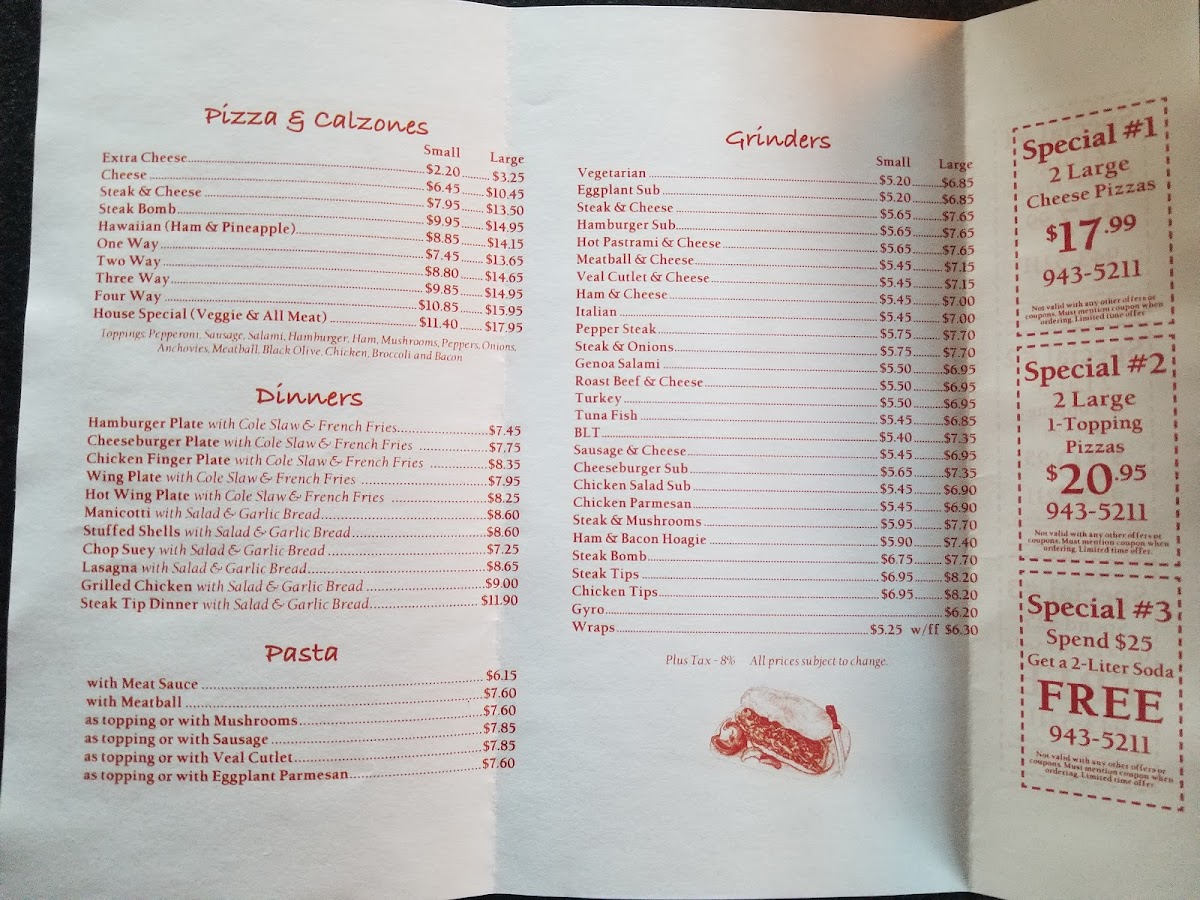 Pizza & Calzones
Small Large
Extra Cheese $2.20 $3.25
Cheese $6.45 $10.45
Steak & Cheese $7.95 $13.50
Steak Bomb $9.95 $14.95
Hawaiian (Ham & Pineapple) $8.85 $14.15
One Way $7.45 $13.65
Two Way $8.80 $14.65
Three Way $9.85 $14.95
Four Way $10.85 $15.95
House Special (Veggie & All Meat) $11.40 $17.95
Toppings: Pepperoni, Sausage, Salami, Hamburger, Ham, Mushrooms, Peppers, Onions,
Anchovies, Meatball, Black Olive, Chicken, Broccoli and Bacon
Dinners
Hamburger Plate with Cole Slaw & French Fries $7.45
Cheeseburger Plate with Cole Slaw & French Fries $7.75
Chicken Finger Plate with Cole Slaw & French Fries $8.35
Wing Plate with Cole Slaw & French Fries $7.95
Hot Wing Plate with Cole Slaw & French Fries $8.25
Manicotti with Salad & Garlic Bread $8.60
Stuffed Shells with Salad & Garlic Bread $8.60
Chop Suey with Salad & Garlic Bread $7.25
Lasagna with Salad & Garlic Bread $8.65
Grilled Chicken with Salad & Garlic Bread $9.00
Steak Tip Dinner with Salad & Garlic Bread $11.90
Pasta
with Meat Sauce $6.15
with Meatball $7.60
as topping or with Mushrooms $7.60
as topping or with Sausage $7.85
as topping or with Veal Cutlet $7.85
as topping or with Eggplant Parmesan $7.60
Grinders
Small Large
Vegetarian $5.20 $6.85
Eggplant Sub $5.20 $6.85
Steak & Cheese $5.65 $7.65
Hamburger Sub $5.65 $7.65
Hot Pastrami & Cheese $5.65 $7.65
Meatball & Cheese $5.45 $7.15
Veal Cutlet & Cheese $5.45 $7.15
Ham & Cheese $5.45 $7.00
Italian $5.45 $7.00
Pepper Steak $5.75 $7.70
Steak & Onions $5.75 $7.70
Genoa Salami $5.50 $6.95
Roast Beef & Cheese $5.50 $6.95
Turkey $5.50 $6.95
Tuna Fish $5.45 $6.85
BLT $5.40 $7.35
Sausage & Cheese $5.45 $6.95
Cheeseburger Sub $5.65 $7.35
Chicken Salad Sub $5.45 $6.90
Chicken Parmesan $5.45 $6.90
Steak & Mushrooms $5.95 $7.70
Ham & Bacon Hoagie $5.90 $7.40
Steak Bomb $6.75 $7.70
Steak Tips $6.95 $8.20
Chicken Tips $6.95 $8.20
Gyro $6.20
Wraps $5.25 w/ff $6.30
Plus Tax - 8% All prices subject to change.
Special #1
2 Large
Cheese Pizzas
$17.99
943-5211
Not valid with any other offers or
coupons. Must mention coupon when
ordering. Limited time offer.
Special #2
2 Large
1-Topping
Pizzas
$20.95
943-5211
Not valid with any other offers or
coupons. Must mention coupon when
ordering. Limited time offer.
Special #3
Spend $25
Get a 2-Liter Soda
FREE
943-5211
Not valid with any other offers or
coupons. Must mention coupon when
ordering. Limited time offer.